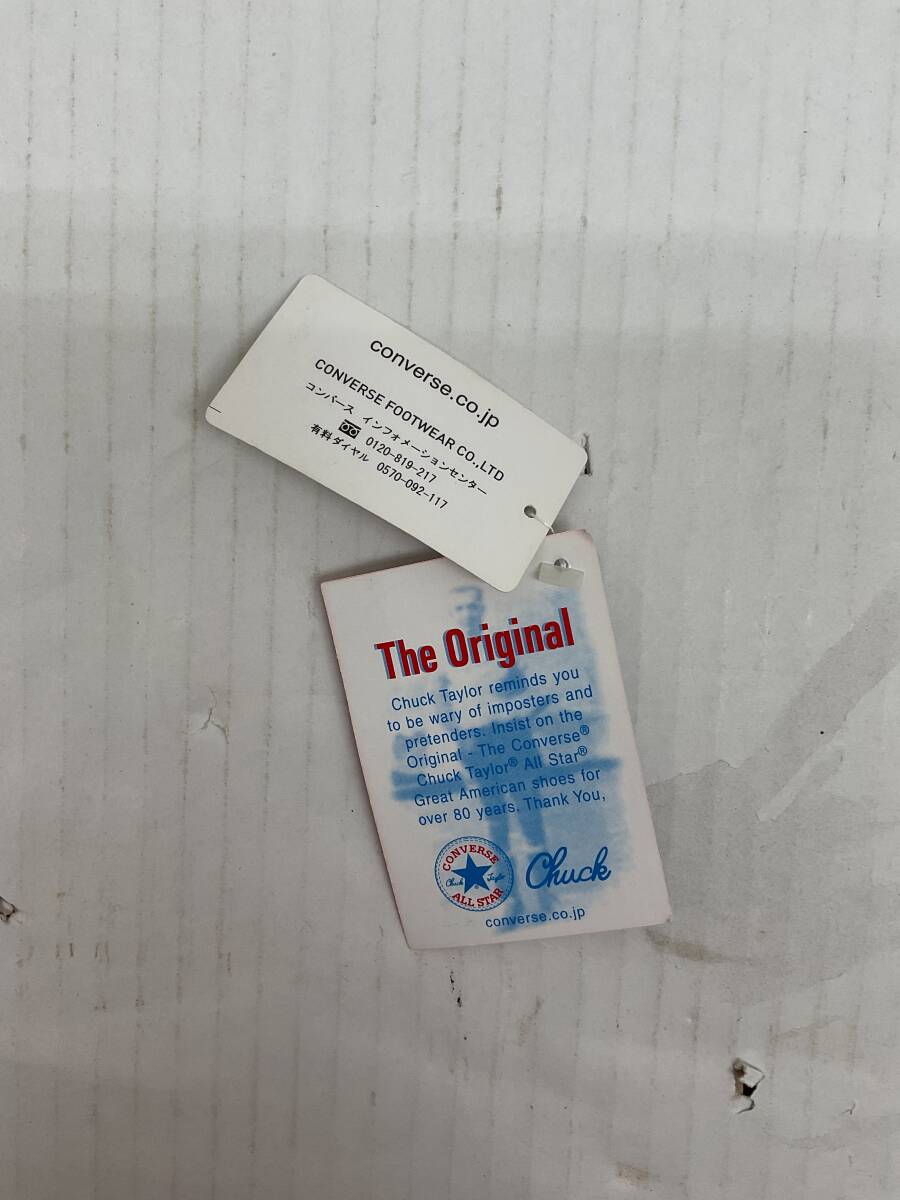 converse.co.jp
CONVERSE FOOTWEAR CO.,LTD
コンバース インフォメーションセンター
0120-819-217
有料ダイヤル 0570-092-117
The Original
Chuck Taylor reminds you
to be wary of imposters and
pretenders. Insist on the
Original - The Converse®
Chuck Taylor® All Star®
Great American shoes for
over 80 years. Thank You,
CONVERSE
Chuck Taylor
ALL STAR
Chuck
converse.co.jp